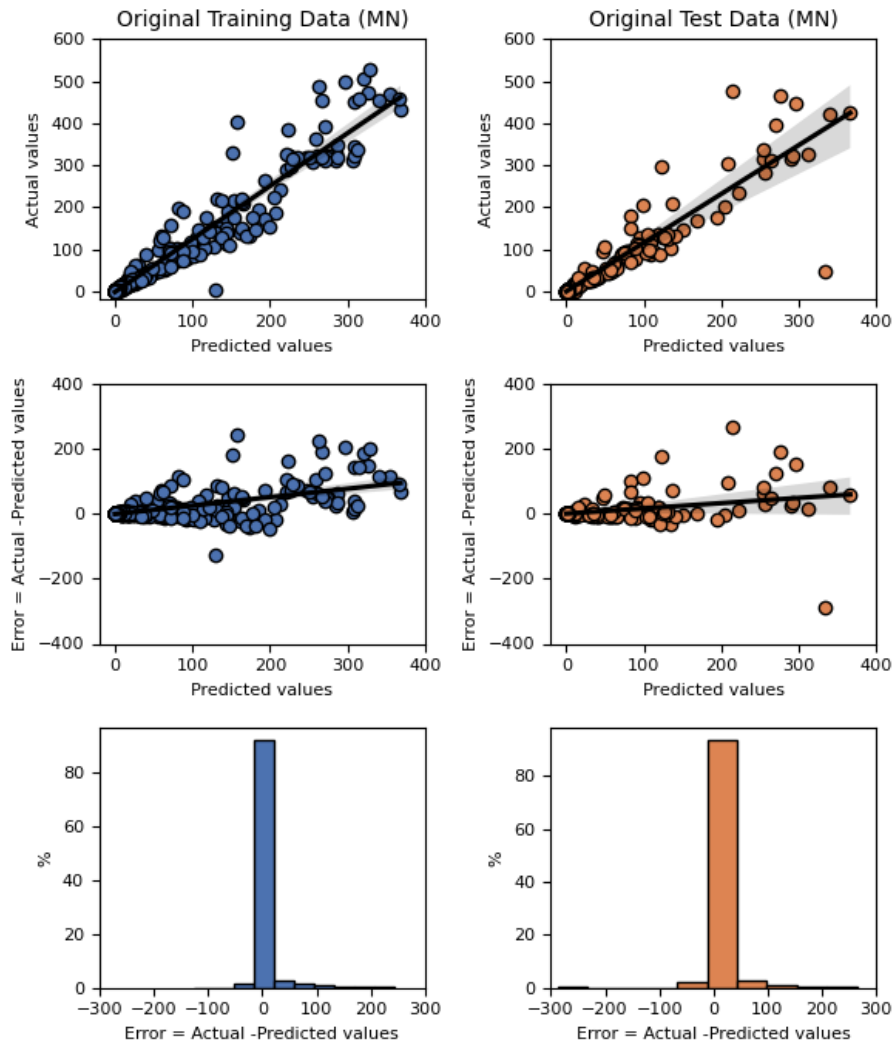 Original Training Data (MN)
600
500
400
300
200
100
0
Actual values
0 100 200 300 400
Predicted values
Original Test Data (MN)
600
500
400
300
200
100
0
Actual values
0 100 200 300 400
Predicted values
400
200
0
−200
−400
Error = Actual -Predicted values
0 100 200 300 400
Predicted values
400
200
0
−200
−400
Error = Actual -Predicted values
0 100 200 300 400
Predicted values
80
60
40
20
0
%
−300 −200 −100 0 100 200 300
Error = Actual -Predicted values
80
60
40
20
0
%
−300 −200 −100 0 100 200 300
Error = Actual -Predicted values